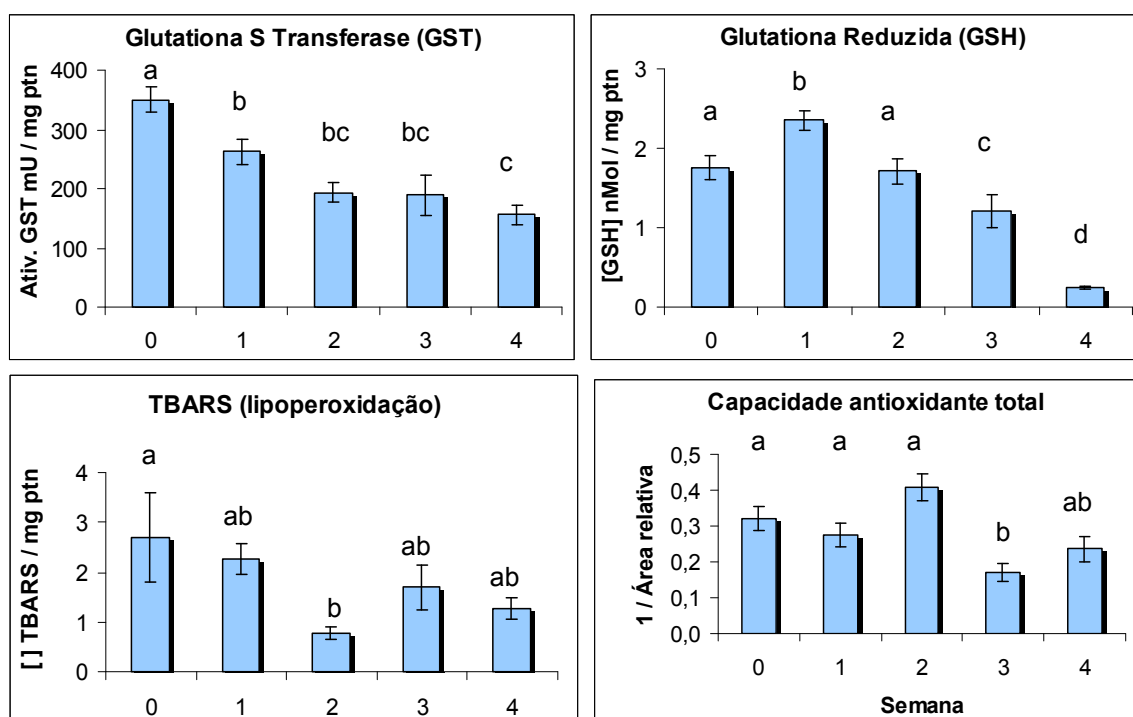 Glutationa S Transferase (GST)
Ativ. GST mU / mg ptn
400
300
200
100
0
a
b
bc
bc
c
0 1 2 3 4
Glutationa Reduzida (GSH)
[GSH] nMol / mg ptn
3
2
1
0
a
b
a
c
d
0 1 2 3 4
TBARS (lipoperoxidação)
[ ] TBARS / mg ptn
4
3
2
1
0
a
ab
b
ab
ab
0 1 2 3 4
Capacidade antioxidante total
1 / Área relativa
0,5
0,4
0,3
0,2
0,1
0,0
a
a
a
b
ab
0 1 2 3 4
Semana